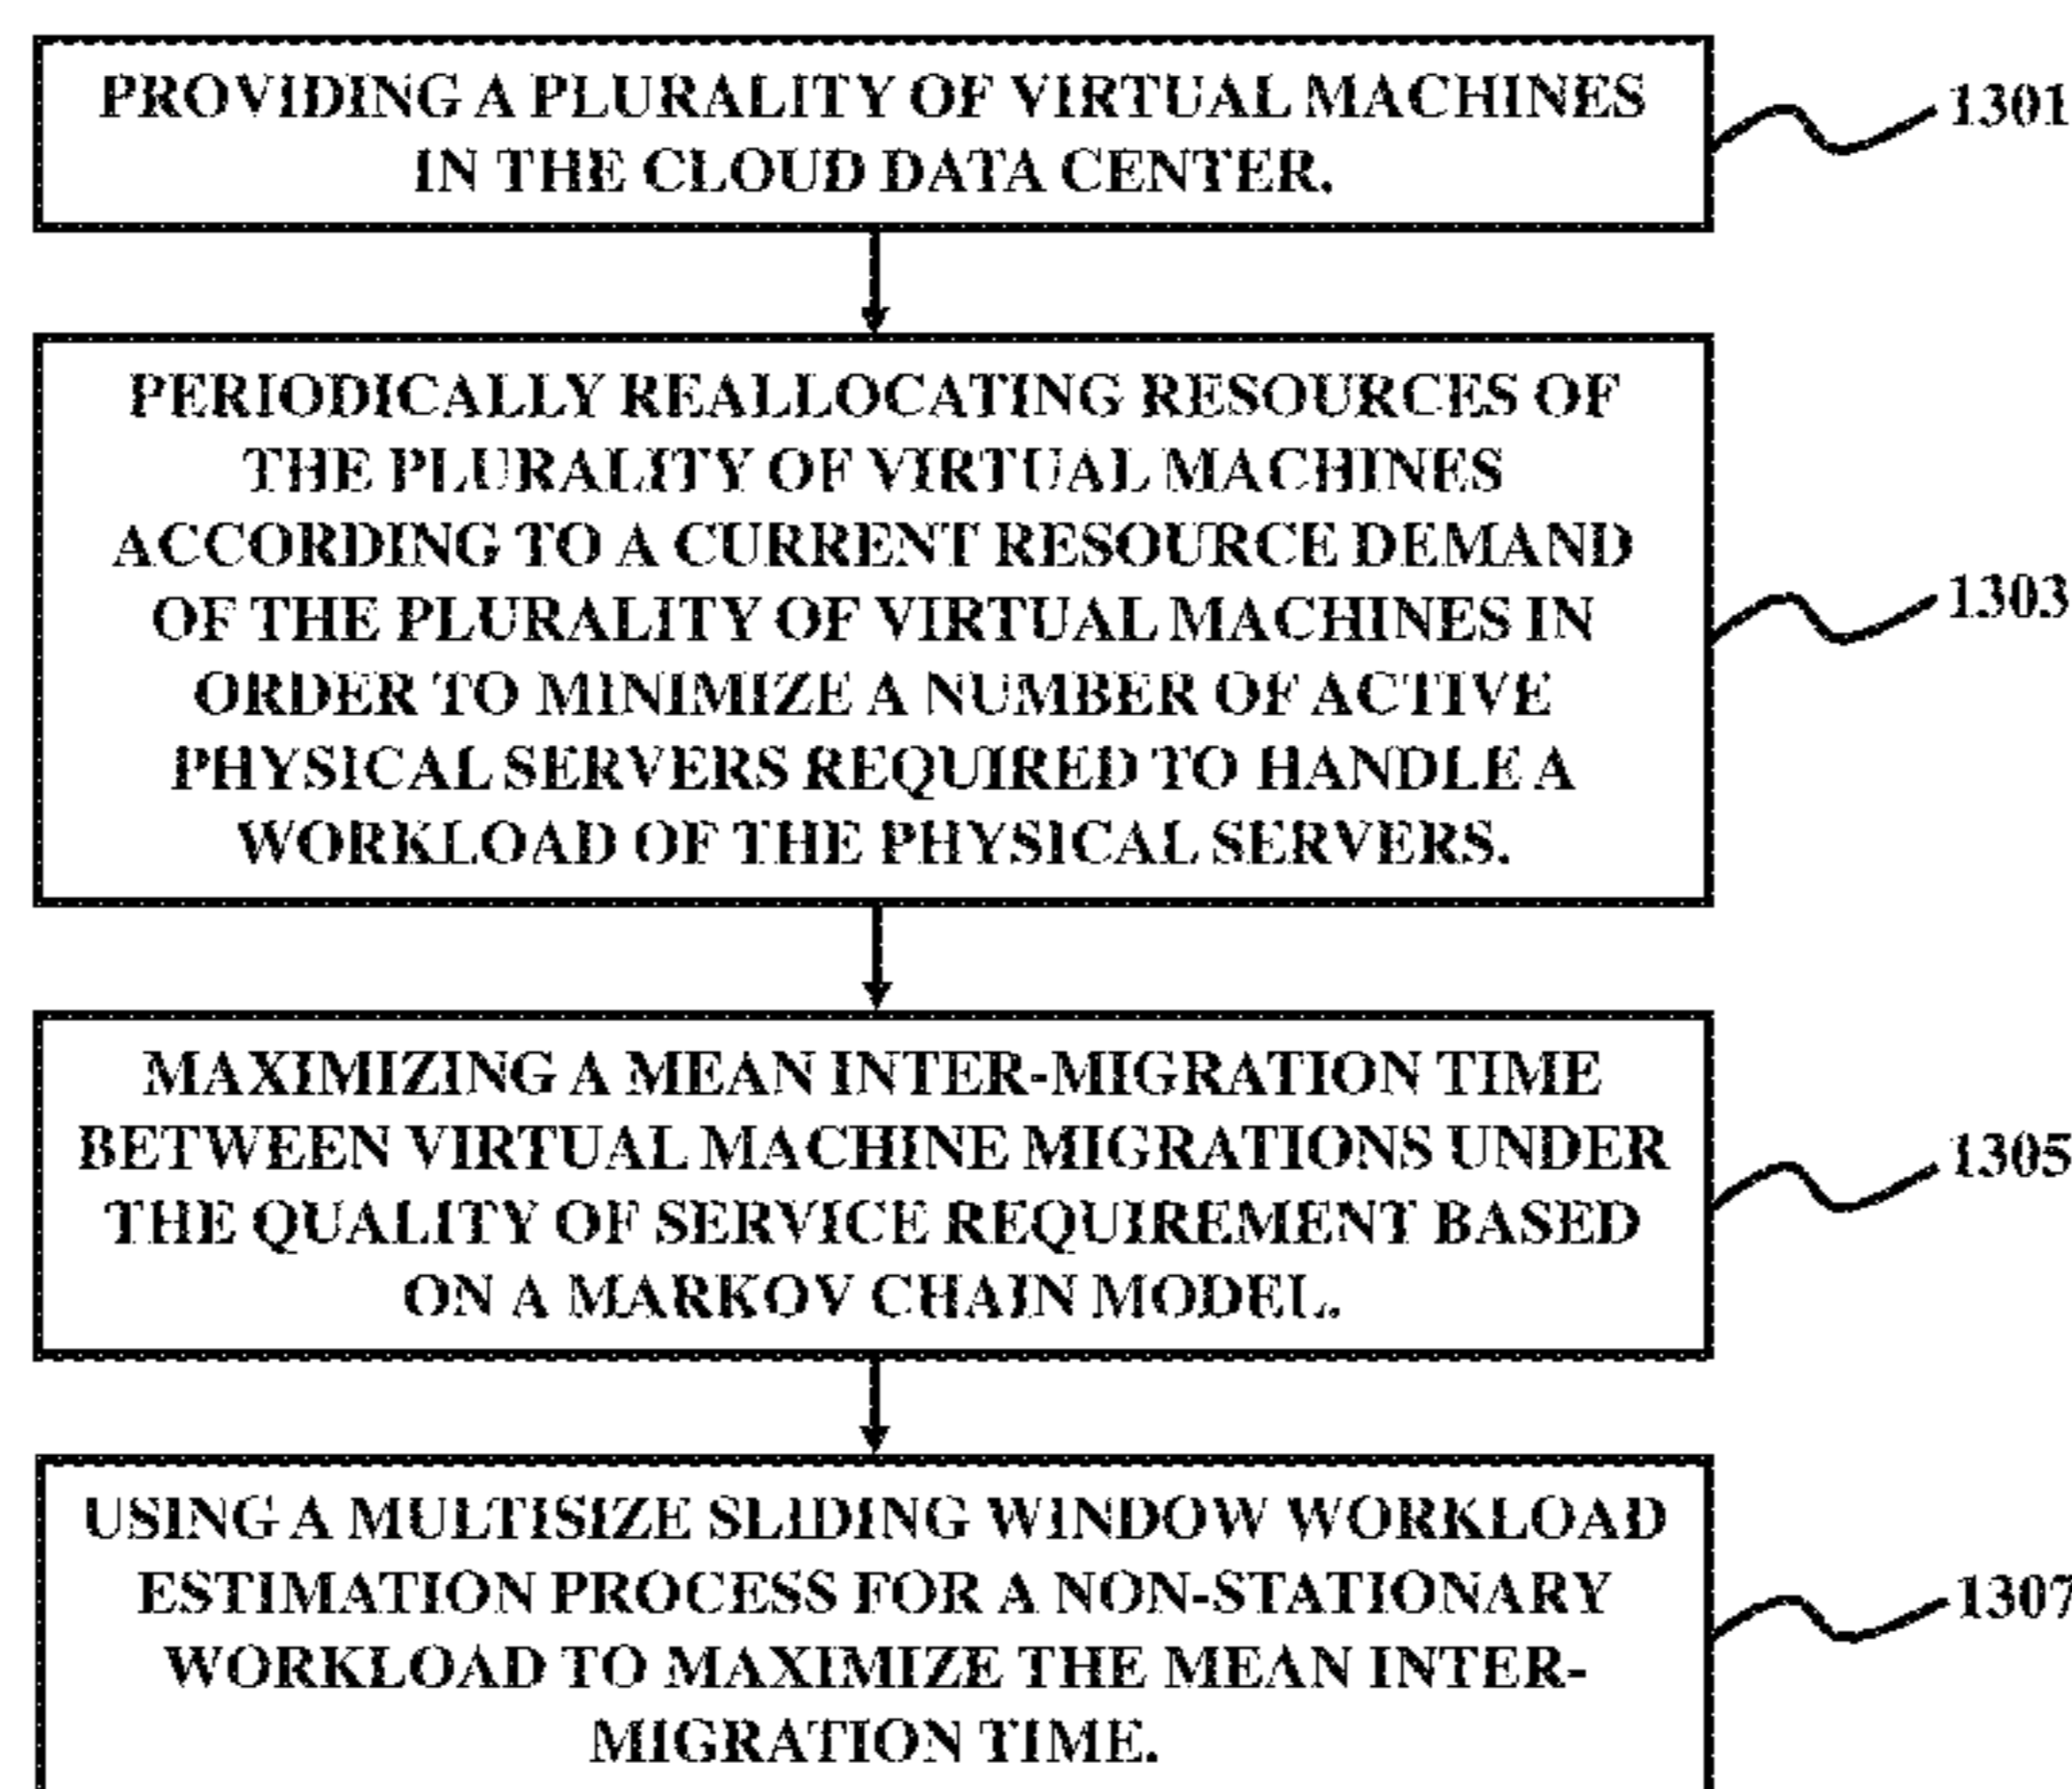 PROVIDING A PLURALITY OF VIRTUAL MACHINES
IN THE CLOUD DATA CENTER.
1301
PERIODICALLY REALLOCATING RESOURCES OF
THE PLURALITY OF VIRTUAL MACHINES
ACCORDING TO A CURRENT RESOURCE DEMAND
OF THE PLURALITY OF VIRTUAL MACHINES IN
ORDER TO MINIMIZE A NUMBER OF ACTIVE
PHYSICAL SERVERS REQUIRED TO HANDLE A
WORKLOAD OF THE PHYSICAL SERVERS.
1303
MAXIMIZING A MEAN INTER-MIGRATION TIME
BETWEEN VIRTUAL MACHINE MIGRATIONS UNDER
THE QUALITY OF SERVICE REQUIREMENT BASED
ON A MARKOV CHAIN MODEL.
1305
USING A MULTISIZE SLIDING WINDOW WORKLOAD
ESTIMATION PROCESS FOR A NON-STATIONARY
WORKLOAD TO MAXIMIZE THE MEAN INTER-
MIGRATION TIME.
1307